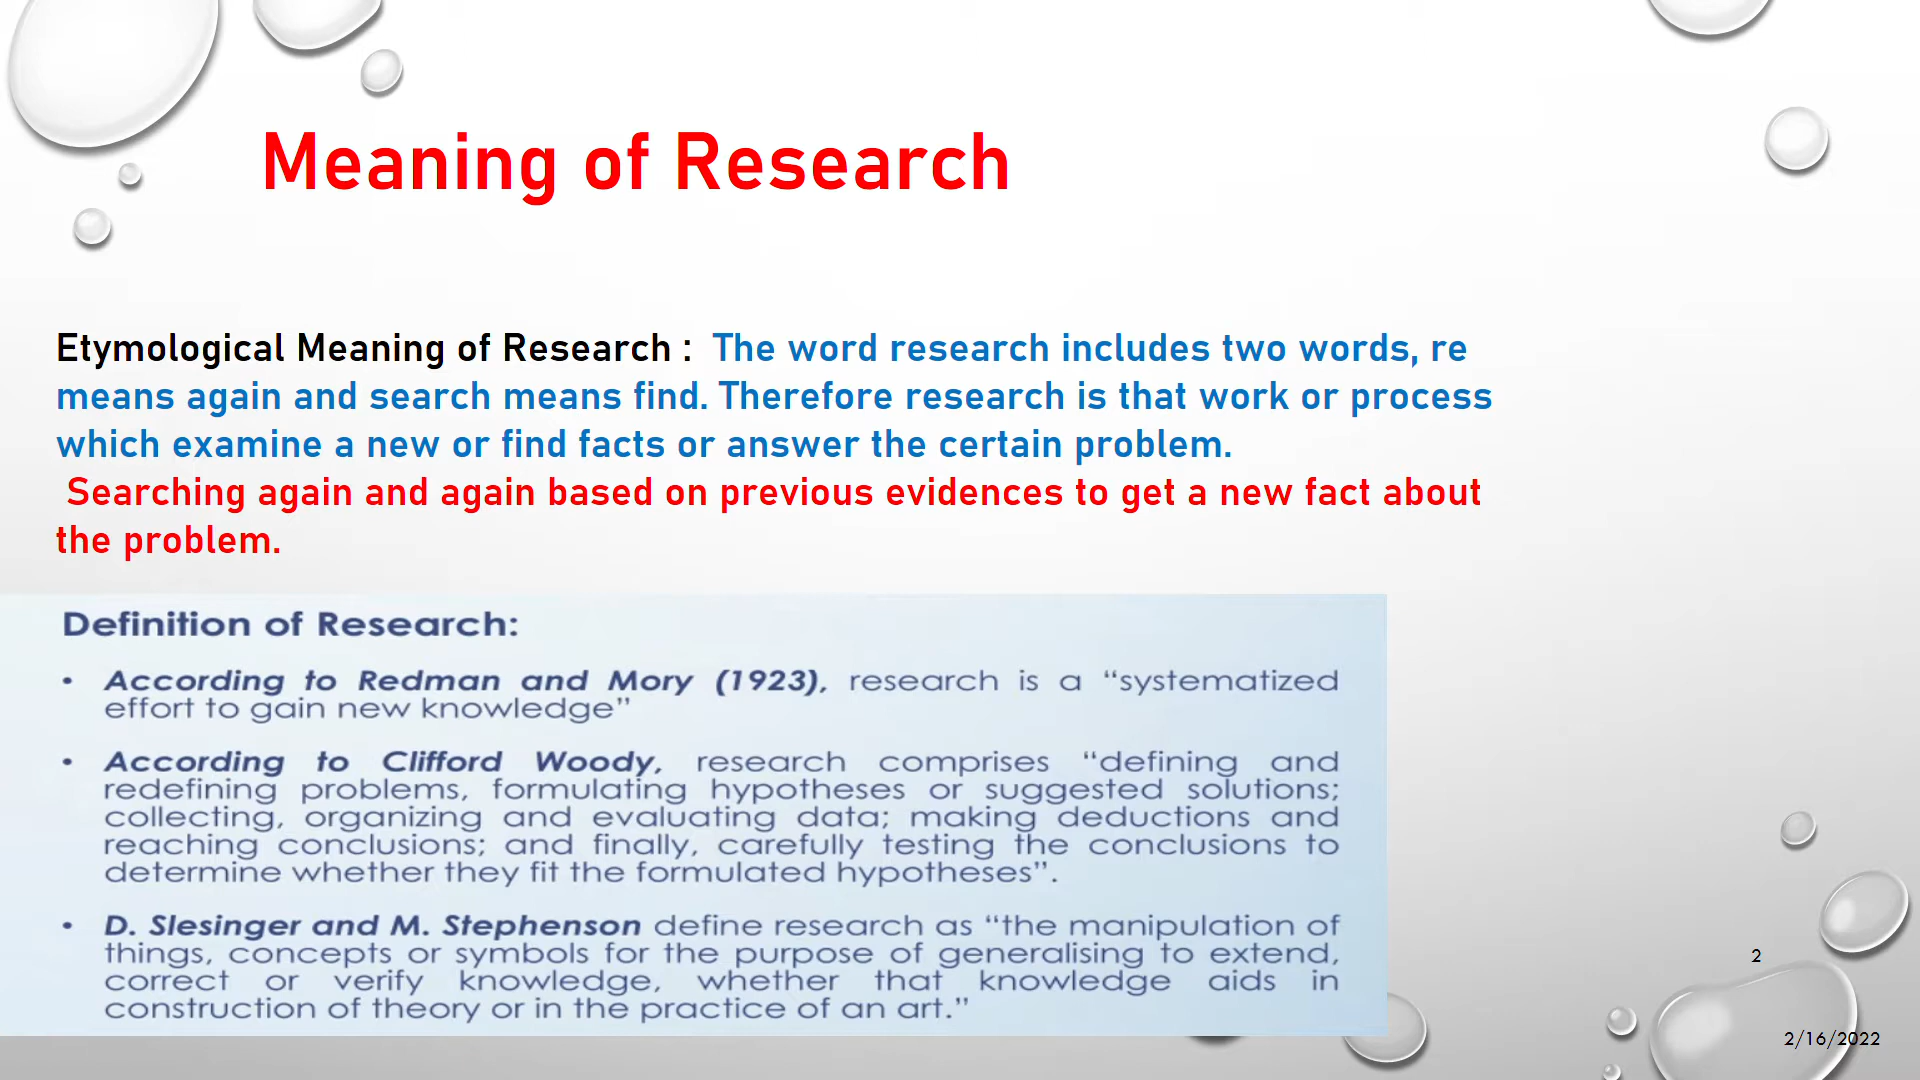 Meaning of Research
Etymological Meaning of Research :  The word research includes two words, re
means again and search means find. Therefore research is that work or process
which examine a new or find facts or answer the certain problem.
Searching again and again based on previous evidences to get a new fact about
the problem.
Definition of Research:
• According to Redman and Mory (1923), research is a “systematized
effort to gain new knowledge”
• According to Clifford Woody, research comprises “defining and
redefining problems, formulating hypotheses or suggested solutions;
collecting, organizing and evaluating data; making deductions and
reaching conclusions; and finally, carefully testing the conclusions to
determine whether they fit the formulated hypotheses”.
• D. Slesinger and M. Stephenson define research as “the manipulation of
things, concepts or symbols for the purpose of generalising to extend,
correct or verify knowledge, whether that knowledge aids in
construction of theory or in the practice of an art.”
2
2/16/2022